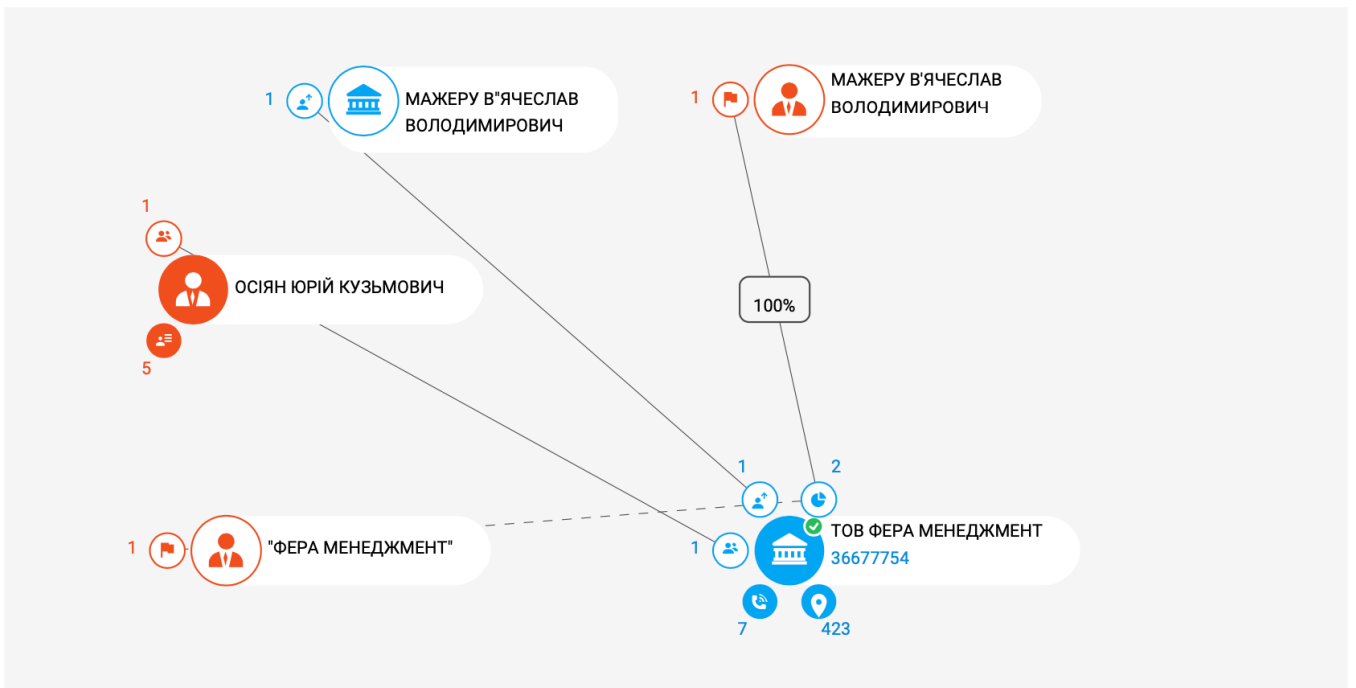 1
МАЖЕРУ В"ЯЧЕСЛАВ
ВОЛОДИМИРОВИЧ
1
МАЖЕРУ В'ЯЧЕСЛАВ
ВОЛОДИМИРОВИЧ
1
ОСІЯН ЮРІЙ КУЗЬМОВИЧ
5
100%
1
2
1
"ФЕРА МЕНЕДЖМЕНТ"
1
ТОВ ФЕРА МЕНЕДЖМЕНТ
36677754
7
423